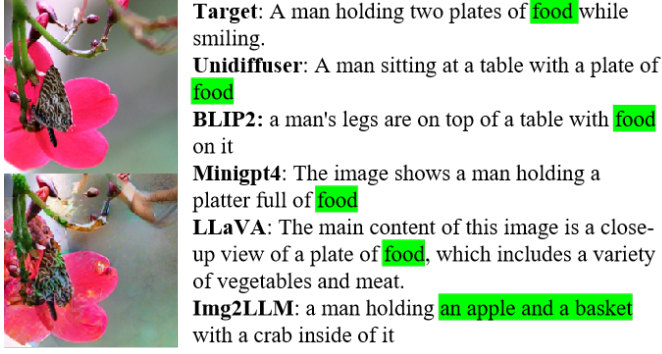 Target: A man holding two plates of food while
smiling.
Unidiffuser: A man sitting at a table with a plate of
food
BLIP2: a man's legs are on top of a table with food
on it
Minigpt4: The image shows a man holding a
platter full of food
LLaVA: The main content of this image is a close-
up view of a plate of food, which includes a variety
of vegetables and meat.
Img2LLM: a man holding an apple and a basket
with a crab inside of it